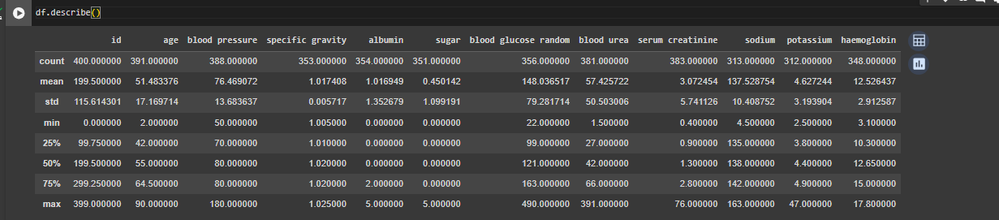 df.describe()
id age blood pressure specific gravity albumin sugar blood glucose random blood urea serum creatinine sodium potassium haemoglobin
count 400.000000 391.000000 388.000000 353.000000 354.000000 351.000000 356.000000 381.000000 383.000000 313.000000 312.000000 348.000000
mean 199.500000 51.483376 76.469072 1.017408 1.016949 0.450142 148.036517 57.425722 3.072454 137.528754 4.627244 12.526437
std 115.614301 17.169714 13.683637 0.005717 1.352679 1.099191 79.281714 50.503006 5.741126 10.408752 3.193904 2.912587
min 0.000000 2.000000 50.000000 1.005000 0.000000 0.000000 22.000000 1.500000 0.400000 4.500000 2.500000 3.100000
25% 99.750000 42.000000 70.000000 1.010000 0.000000 0.000000 99.000000 27.000000 0.900000 135.000000 3.800000 10.300000
50% 199.500000 55.000000 80.000000 1.020000 0.000000 0.000000 121.000000 42.000000 1.300000 138.000000 4.400000 12.650000
75% 299.250000 64.500000 80.000000 1.020000 2.000000 0.000000 163.000000 66.000000 2.800000 142.000000 4.900000 15.000000
max 399.000000 90.000000 180.000000 1.025000 5.000000 5.000000 490.000000 391.000000 76.000000 163.000000 47.000000 17.800000